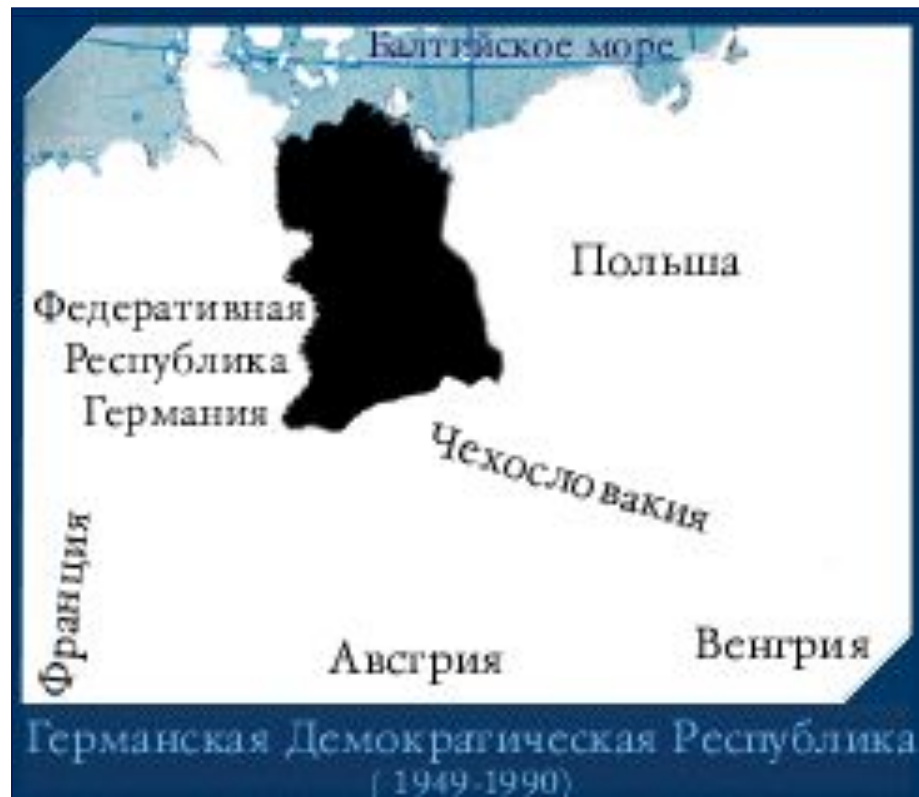 Балтийское море
Польша
Федеративная
Республика
Германия
Чехословакия
Франция
Австрия
Венгрия
Германская Демократическая Республика
(1949-1990)